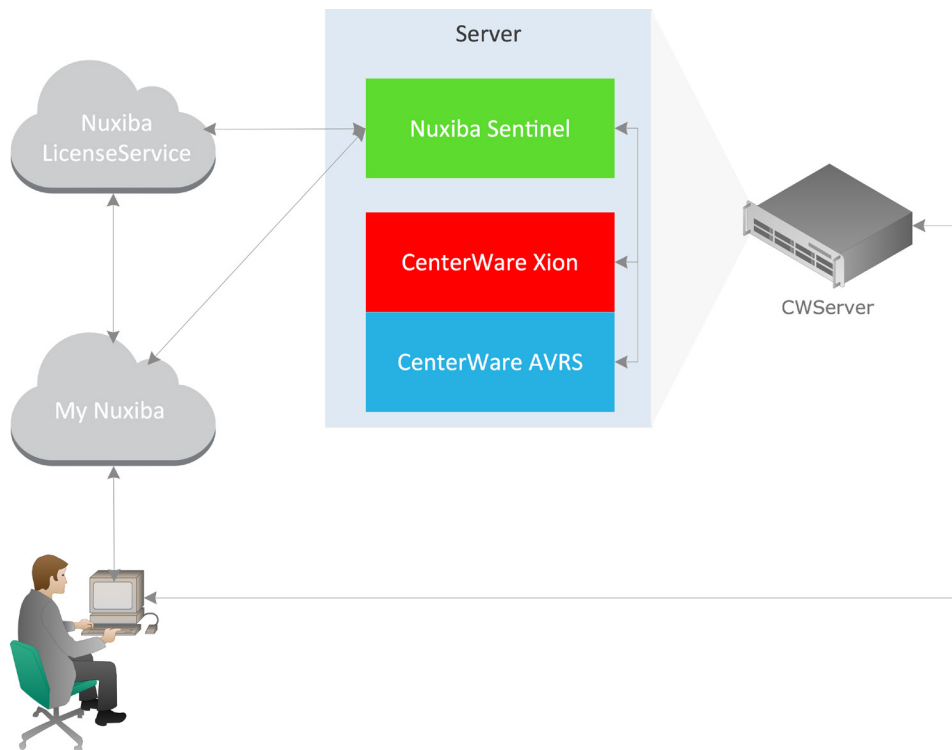 Server
Nuxiba
LicenseService
Nuxiba Sentinel
CenterWare Xion
CWServer
CenterWare AVRS
My Nuxiba